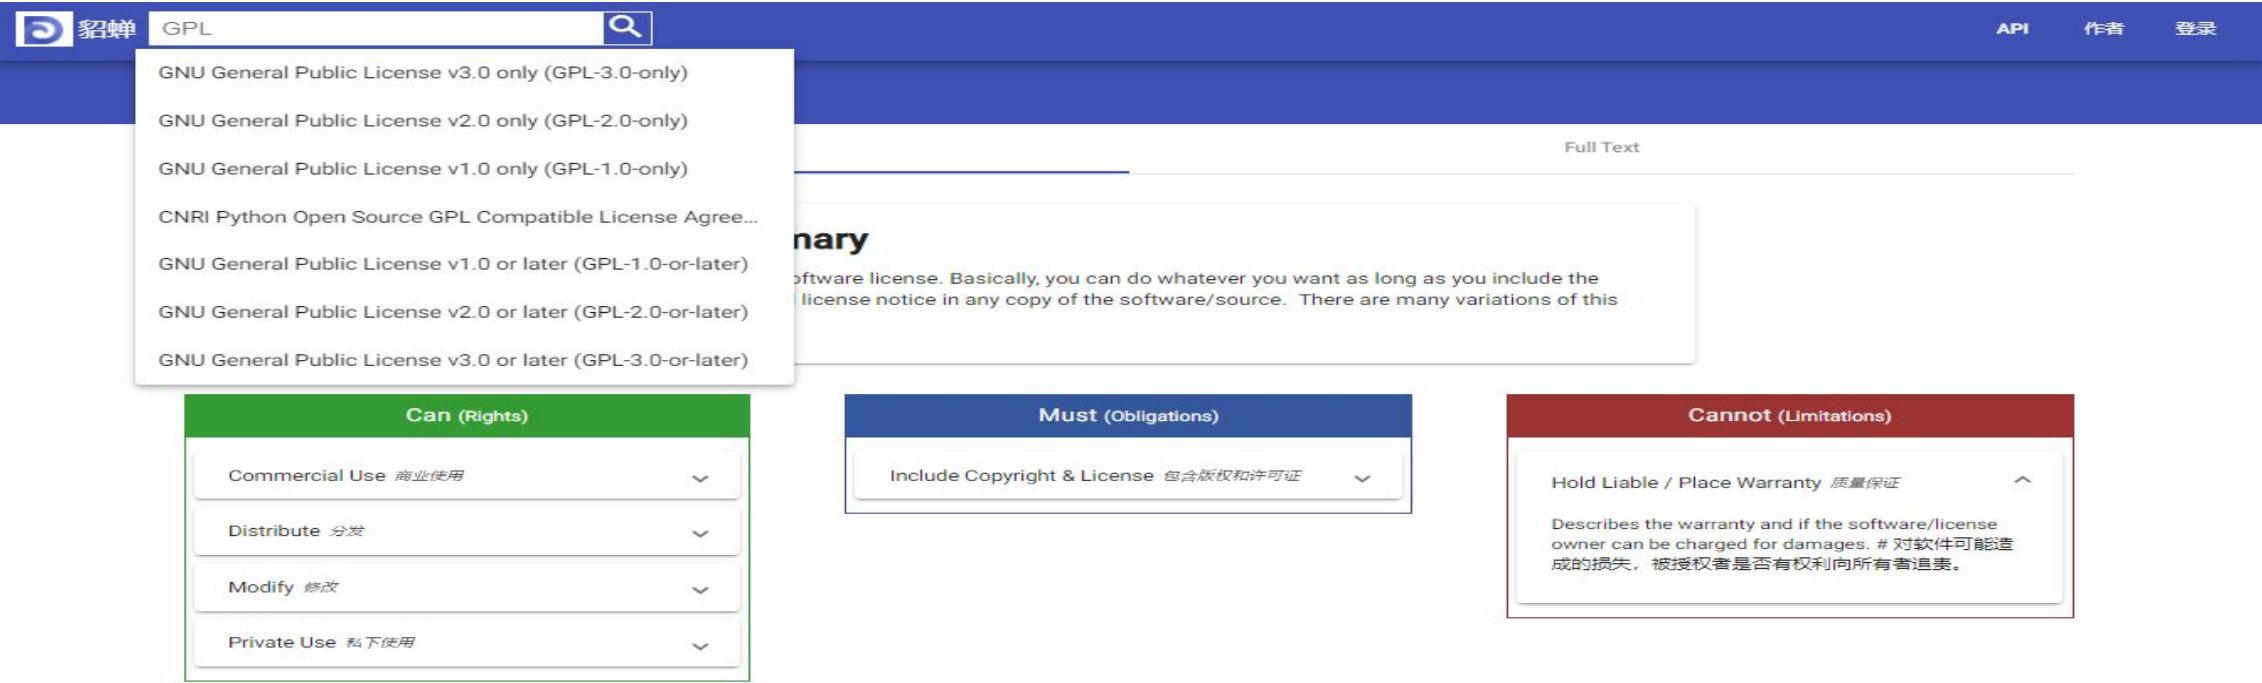 貂蝉
GPL
API
作者
登录
GNU General Public License v3.0 only (GPL-3.0-only)
GNU General Public License v2.0 only (GPL-2.0-only)
GNU General Public License v1.0 only (GPL-1.0-only)
CNRI Python Open Source GPL Compatible License Agree...
GNU General Public License v1.0 or later (GPL-1.0-or-later)
GNU General Public License v2.0 or later (GPL-2.0-or-later)
GNU General Public License v3.0 or later (GPL-3.0-or-later)
Full Text
mary
oftware license. Basically, you can do whatever you want as long as you include the
license notice in any copy of the software/source. There are many variations of this
Can (Rights)
Commercial Use 商业使用
Distribute 分发
Modify 修改
Private Use 私下使用
Must (Obligations)
Include Copyright & License 包含版权和许可证
Cannot (Limitations)
Hold Liable / Place Warranty 质量保证
Describes the warranty and if the software/license
owner can be charged for damages. # 对软件可能造
成的损失，被授权者是否有权利向所有者追责。